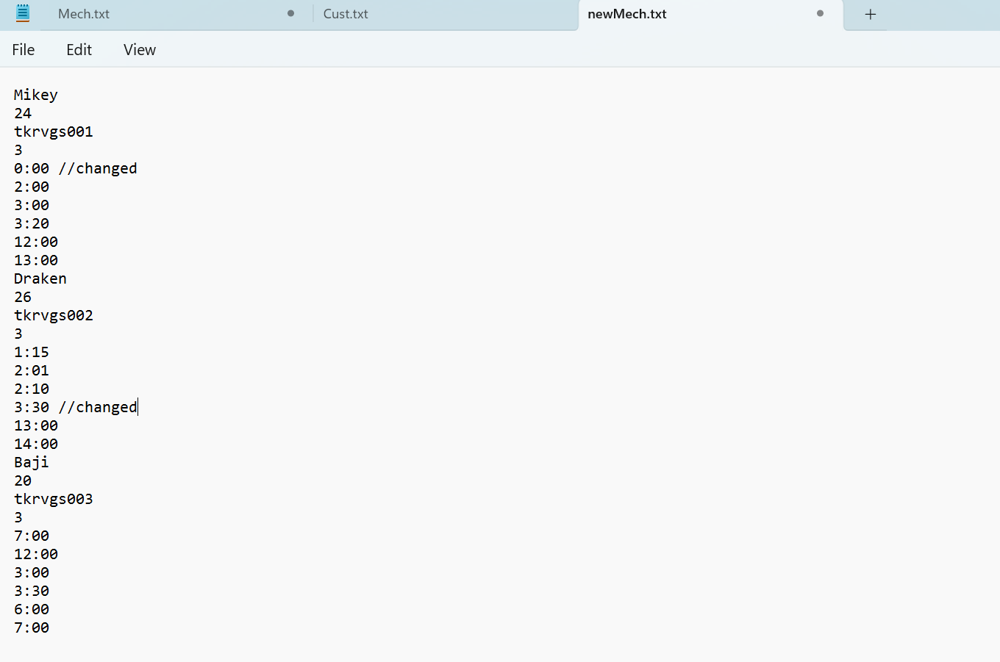 Mech.txt Cust.txt newMech.txt
File Edit View
Mikey
24
tkrvgs001
3
0:00 //changed
2:00
3:00
3:20
12:00
13:00
Draken
26
tkrvgs002
3
1:15
2:01
2:10
3:30 //changed
13:00
14:00
Baji
20
tkrvgs003
3
7:00
12:00
3:00
3:30
6:00
7:00